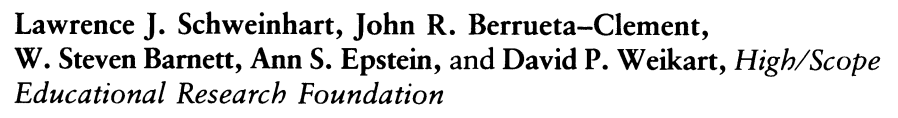 Lawrence J. Schweinhart, John R. Berrueta–Clement,
W. Steven Barnett, Ann S. Epstein, and David P. Weikart, High/Scope
Educational Research Foundation